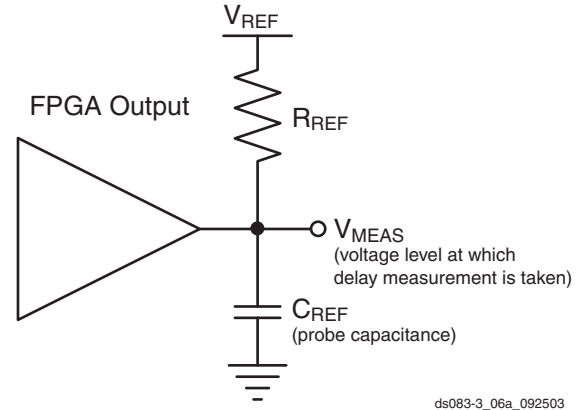 VREF
FPGA Output
RREF
VMEAS
(voltage level at which
delay measurement is taken)
CREF
(probe capacitance)
ds083-3_06a_092503